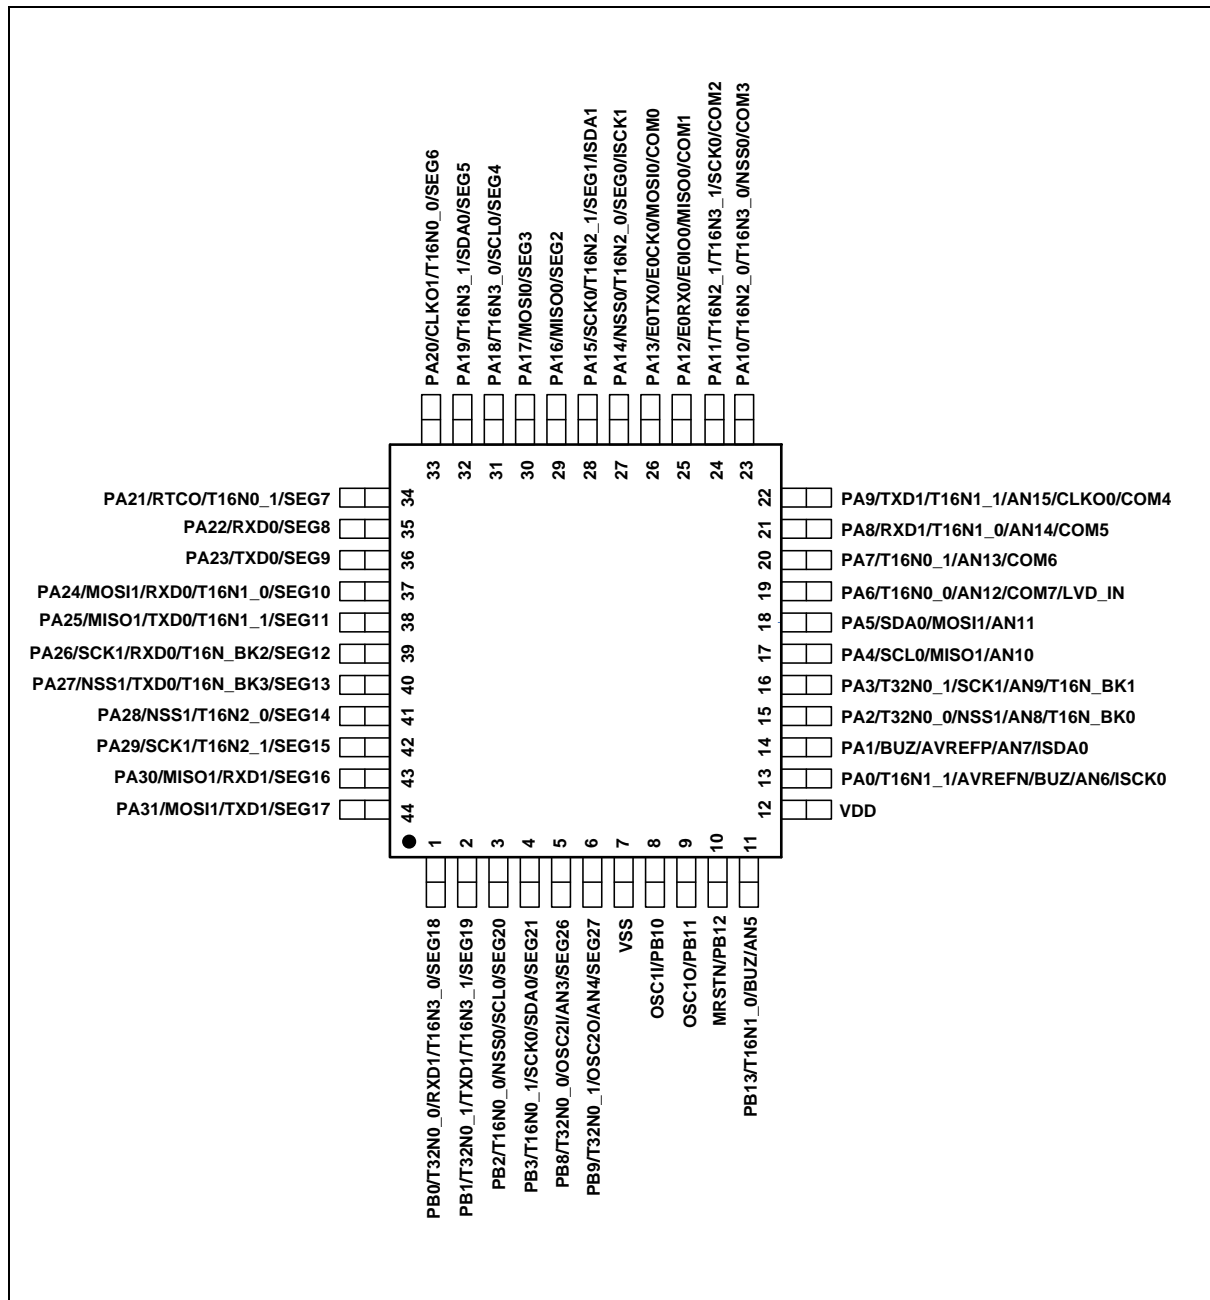 PA20/CLKO1/T16N0_0/SEG6
PA19/T16N3_1/SDA0/SEG5
PA18/T16N3_0/SCL0/SEG4
PA17/MOSI0/SEG3
PA16/MISO0/SEG2
PA15/SCK0/T16N2_1/SEG1/ISDA1
PA14/NSS0/T16N2_0/SEG0/ISCK1
PA13/E0TX0/E0CK0/MOSI0/COM0
PA12/E0RX0/E0IO0/MISO0/COM1
PA11/T16N2_1/T16N3_1/SCK0/COM2
PA10/T16N2_0/T16N3_0/NSS0/COM3
33
32
31
30
29
28
27
26
25
24
23
PA21/RTCO/T16N0_1/SEG7
34
PA22/RXD0/SEG8
35
PA23/TXD0/SEG9
36
PA24/MOSI1/RXD0/T16N1_0/SEG10
37
PA25/MISO1/TXD0/T16N1_1/SEG11
38
PA26/SCK1/RXD0/T16N_BK2/SEG12
39
PA27/NSS1/TXD0/T16N_BK3/SEG13
40
PA28/NSS1/T16N2_0/SEG14
41
PA29/SCK1/T16N2_1/SEG15
42
PA30/MISO1/RXD1/SEG16
43
PA31/MOSI1/TXD1/SEG17
44
22
PA9/TXD1/T16N1_1/AN15/CLKO0/COM4
21
PA8/RXD1/T16N1_0/AN14/COM5
20
PA7/T16N0_1/AN13/COM6
19
PA6/T16N0_0/AN12/COM7/LVD_IN
18
PA5/SDA0/MOSI1/AN11
17
PA4/SCL0/MISO1/AN10
16
PA3/T32N0_1/SCK1/AN9/T16N_BK1
15
PA2/T32N0_0/NSS1/AN8/T16N_BK0
14
PA1/BUZ/AVREFP/AN7/ISDA0
13
PA0/T16N1_1/AVREFN/BUZ/AN6/ISCK0
12
VDD
1
2
3
4
5
6
7
8
9
10
11
PB0/T32N0_0/RXD1/T16N3_0/SEG18
PB1/T32N0_1/TXD1/T16N3_1/SEG19
PB2/T16N0_0/NSS0/SCL0/SEG20
PB3/T16N0_1/SCK0/SDA0/SEG21
PB8/T32N0_0/OSC2I/AN3/SEG26
PB9/T32N0_1/OSC2O/AN4/SEG27
VSS
OSC1I/PB10
OSC1O/PB11
MRSTN/PB12
PB13/T16N1_0/BUZ/AN5